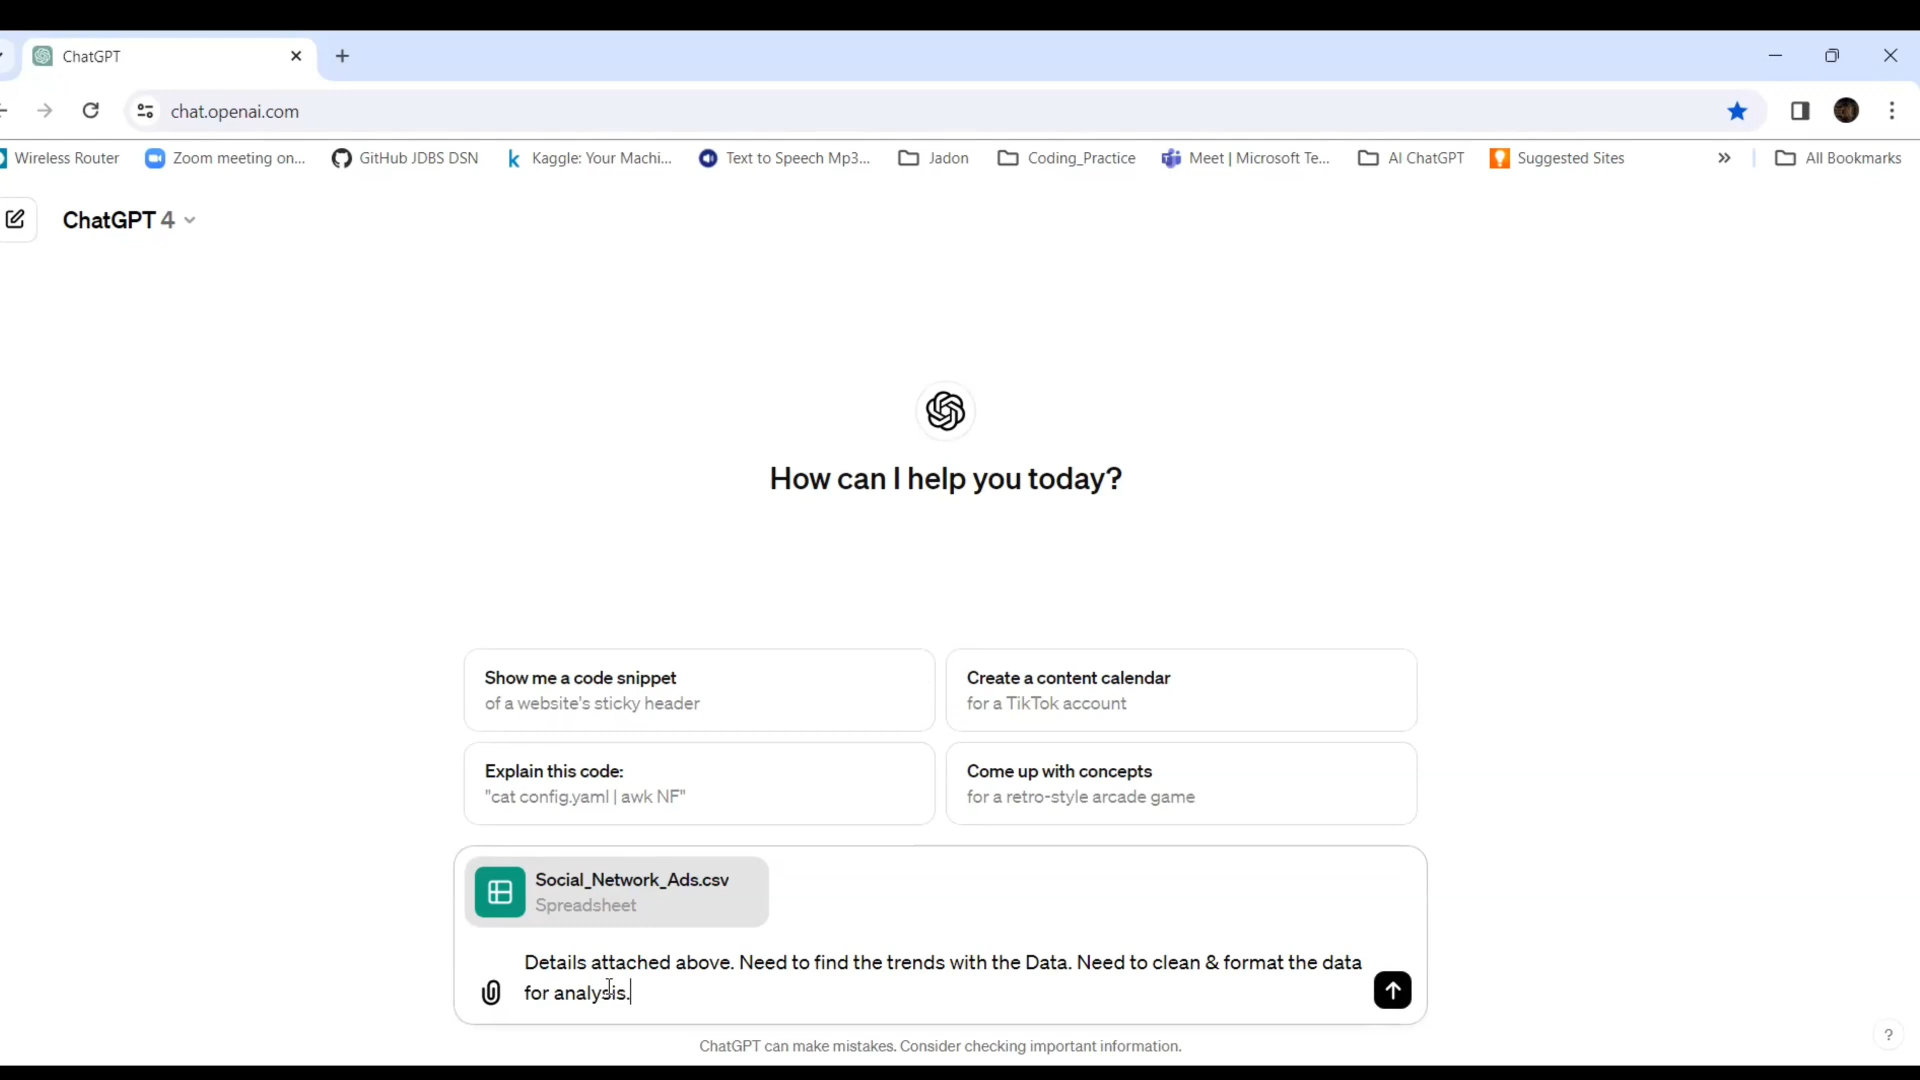 ChatGPT
chat.openai.com
Wireless Router
Zoom meeting on...
GitHub JDBS DSN
Kaggle: Your Machi...
Text to Speech Mp3...
Jadon
Coding_Practice
Meet | Microsoft Te...
AI ChatGPT
Suggested Sites
»
All Bookmarks
ChatGPT 4
How can I help you today?
Show me a code snippet
of a website's sticky header
Create a content calendar
for a TikTok account
Explain this code:
"cat config.yaml | awk NF"
Come up with concepts
for a retro-style arcade game
Social_Network_Ads.csv
Spreadsheet
Details attached above. Need to find the trends with the Data. Need to clean & format the data
for analysis.
ChatGPT can make mistakes. Consider checking important information.
?